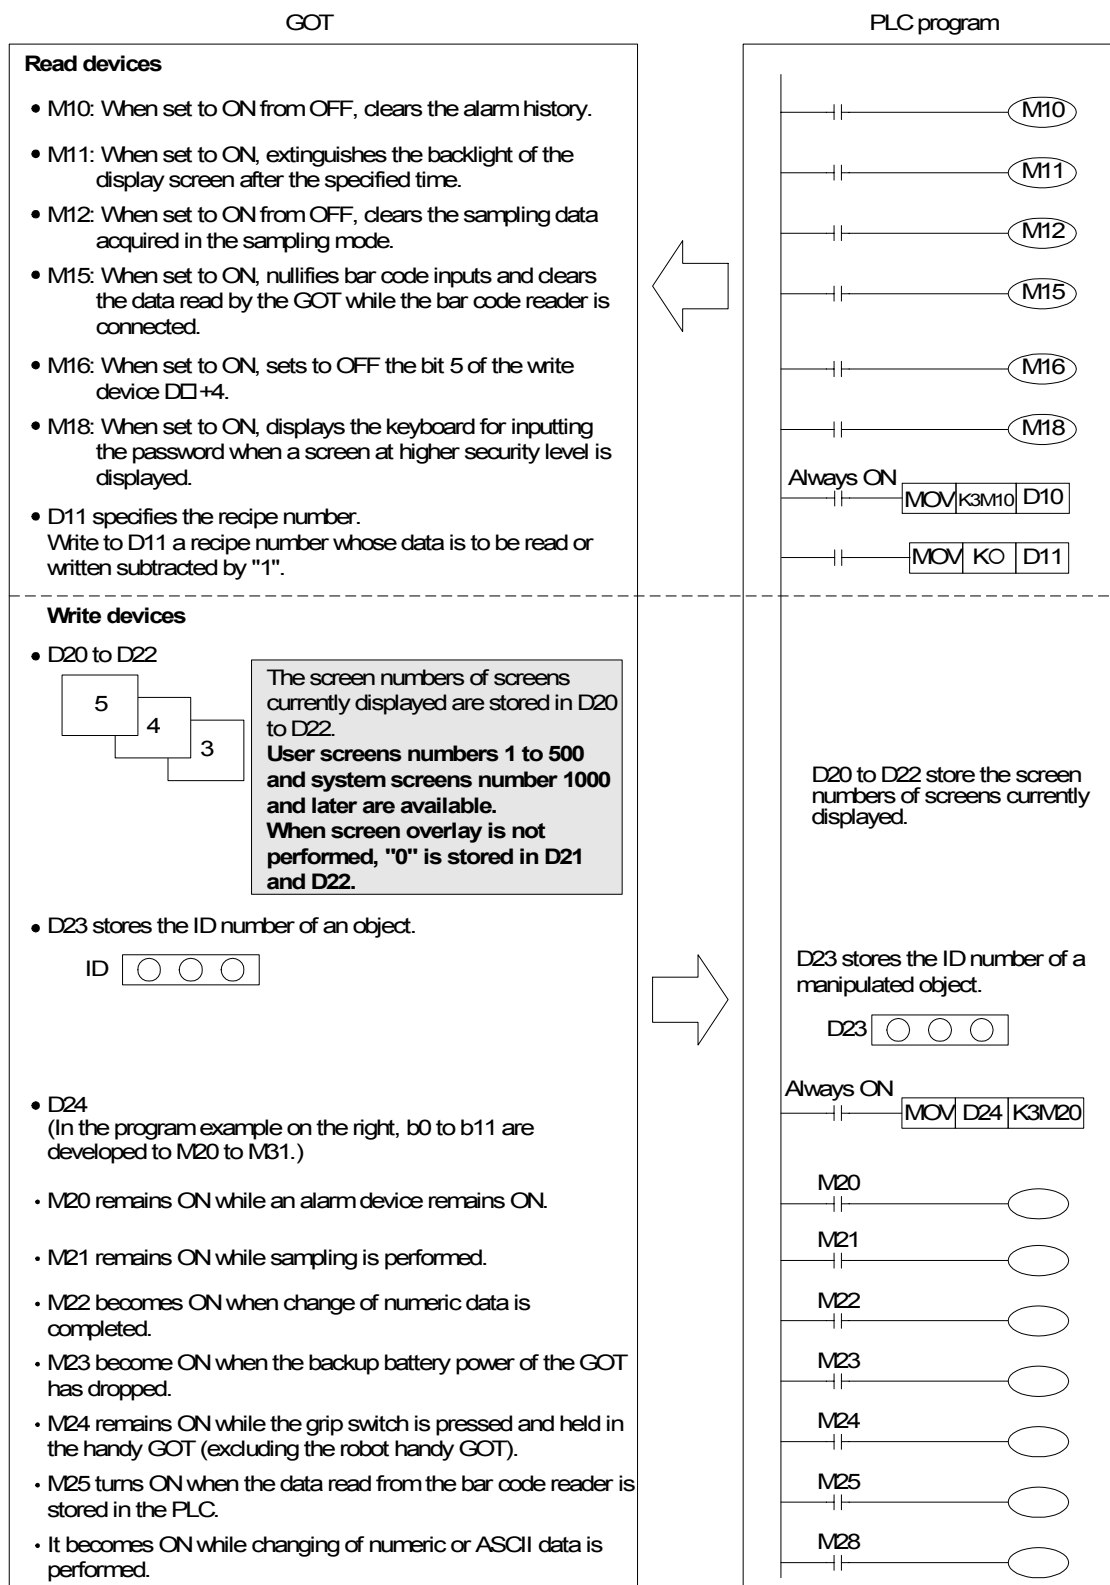 GOT
PLC program
Read devices
• M10: When set to ON from OFF, clears the alarm history.
• M11: When set to ON, extinguishes the backlight of the
display screen after the specified time.
• M12: When set to ON from OFF, clears the sampling data
acquired in the sampling mode.
• M15: When set to ON, nullifies bar code inputs and clears
the data read by the GOT while the bar code reader is
connected.
• M16: When set to ON, sets to OFF the bit 5 of the write
device D□+4.
• M18: When set to ON, displays the keyboard for inputting
the password when a screen at higher security level is
displayed.
• D11 specifies the recipe number.
Write to D11 a recipe number whose data is to be read or
written subtracted by "1".
M10
M11
M12
M15
M16
M18
Always ON
MOV K3M10 D10
MOV K○ D11
Write devices
• D20 to D22
5
4
3
The screen numbers of screens
currently displayed are stored in D20
to D22.
User screens numbers 1 to 500
and system screens number 1000
and later are available.
When screen overlay is not
performed, "0" is stored in D21
and D22.
• D23 stores the ID number of an object.
ID ○ ○ ○
• D24
(In the program example on the right, b0 to b11 are
developed to M20 to M31.)
· M20 remains ON while an alarm device remains ON.
· M21 remains ON while sampling is performed.
· M22 becomes ON when change of numeric data is
completed.
· M23 become ON when the backup battery power of the GOT
has dropped.
· M24 remains ON while the grip switch is pressed and held in
the handy GOT (excluding the robot handy GOT).
· M25 turns ON when the data read from the bar code reader is
stored in the PLC.
· It becomes ON while changing of numeric or ASCII data is
performed.
D20 to D22 store the screen
numbers of screens currently
displayed.
D23 stores the ID number of a
manipulated object.
D23 ○ ○ ○
Always ON
MOV D24 K3M20
M20
M21
M22
M23
M24
M25
M28